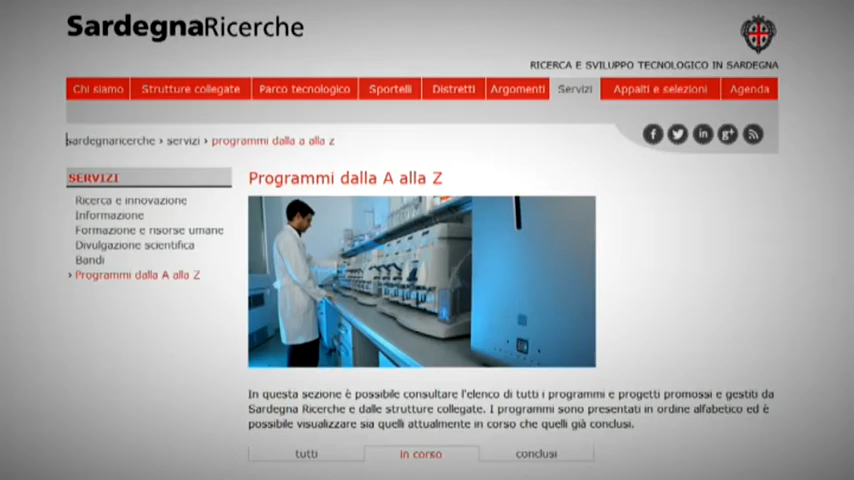 SardegnaRicerche
RICERCA E SVILUPPO TECNOLOGICO IN SARDEGNA
Chi siamo Strutture collegate Parco tecnologico Sportelli Distretti Argomenti Servizi Appalti e selezioni Agenda
sardegnaricerche › servizi › programmi dalla a alla z
f in g+
SERVIZI
Ricerca e innovazione
Informazione
Formazione e risorse umane
Divulgazione scientifica
Bandi
› Programmi dalla A alla Z
Programmi dalla A alla Z
In questa sezione è possibile consultare l'elenco di tutti i programmi e progetti promossi e gestiti da
Sardegna Ricerche e dalle strutture collegate. I programmi sono presentati in ordine alfabetico ed è
possibile visualizzare sia quelli attualmente in corso che quelli già conclusi.
tutti in corso conclusi